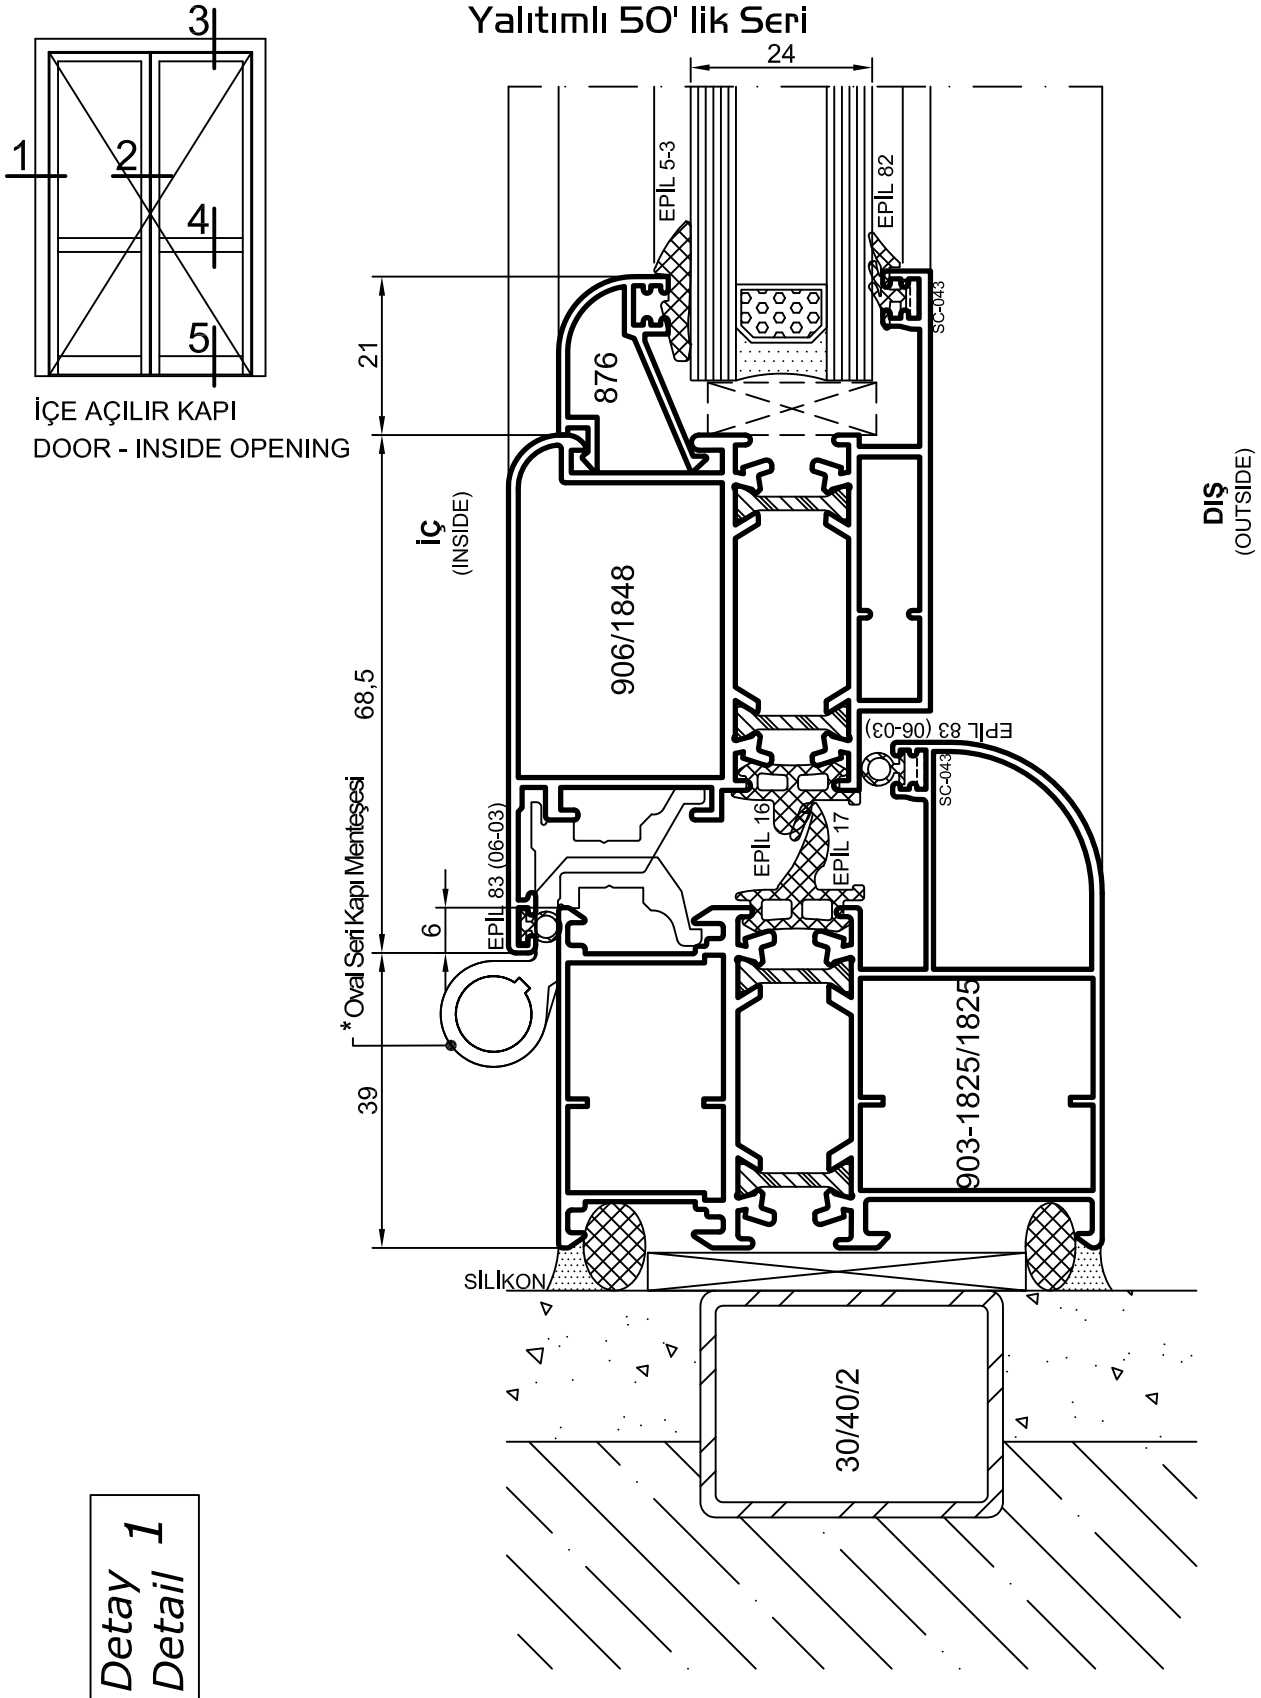 Yalıtımlı 50' lik Seri
3
1
2
4
5
İÇE AÇILIR KAPI
DOOR - INSIDE OPENING
24
EPİL 5-3
EPİL 82
SC-043
21
876
İÇ
(INSIDE)
DIŞ
(OUTSIDE)
906/1848
68,5
EPİL 83 (06-03)
SC-043
EPİL 16
EPİL 17
EPİL 83 (06-03)
6
*Oval Seri Kapı Menteşesi
39
903-1825/1825
SİLİKON
30/40/2
Detay
Detail 1